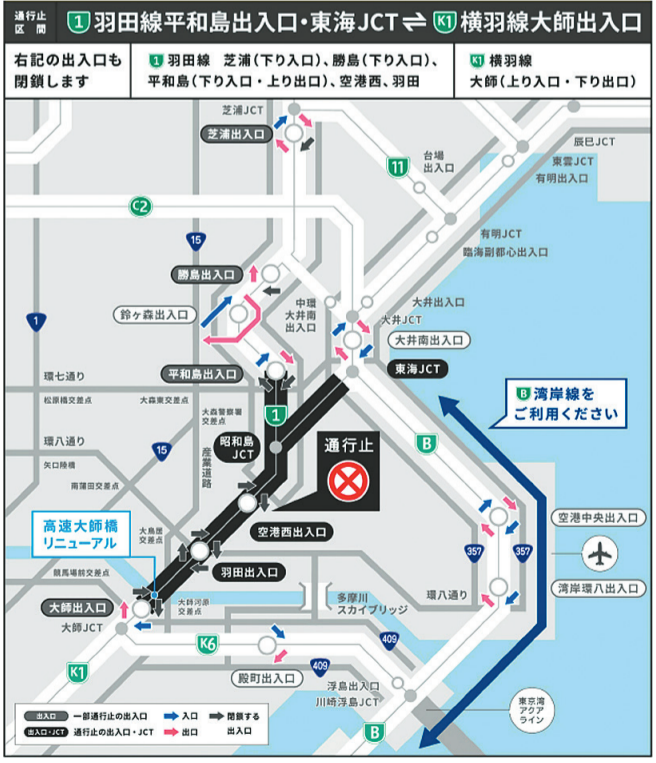 通行止
区 間
1 羽田線平和島出入口・東海JCT⇌K1 横羽線大師出入口
右記の出入口も
閉鎖します
1 羽田線 芝浦(下り入口)、勝島(下り入口)、
平和島(下り入口・上り出口)、空港西、羽田
K1 横羽線
大師(上り入口・下り出口)
芝浦JCT
芝浦出入口
辰巳JCT
台場
出入口
11
東雲JCT
有明出入口
C2
有明JCT
臨海副都心出入口
15
勝島出入口
中環
大井南
出入口
大井出入口
大井JCT
鈴ヶ森出入口
1
大井南出入口
平和島出入口
東海JCT
環七通り
松原橋交差点
大森東交差点
大森警察署
交差点
1
B 湾岸線を
ご利用ください
環八通り
矢口陸橋
15
産業道路
昭和島
JCT
通行止
B
南蒲田交差点
高速大師橋
リニューアル
大鳥居
交差点
空港西出入口
空港中央出入口
357
357
競馬場前交差点
羽田出入口
湾岸環八出入口
大師出入口
大師河原
交差点
多摩川
スカイブリッジ
環八通り
大師JCT
K6
409
K1
殿町出入口
409
浮島出入口
川崎浮島JCT
東京湾
アクア
ライン
B
出入口 一部通行止の出入口
入口
閉鎖する
出入口
出入口・JCT 通行止の出入口・JCT
出口